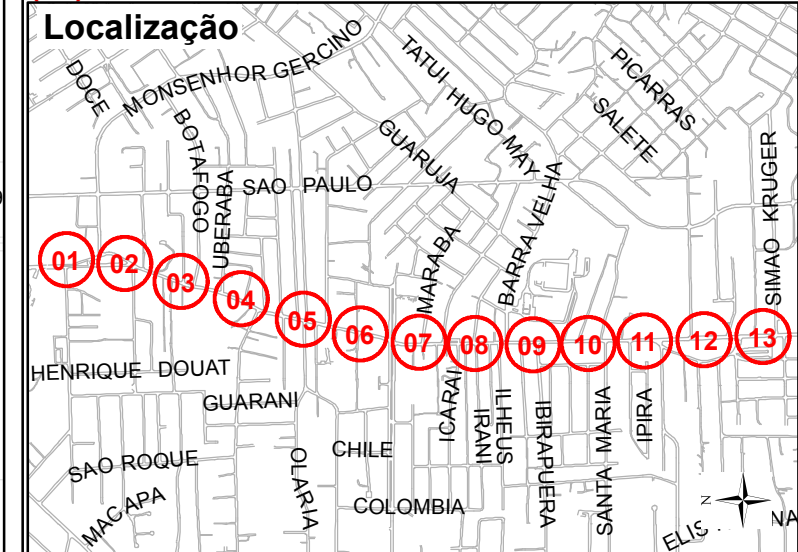 Localização
DOCE
MONSENHOR GERCINO
TATUI
HUGO MAY
PICARRAS
SALETE
BOTAFOGO
GUARUJA
UBERABA
SAO PAULO
SIMAO KRUGER
BARRA VELHA
MARABA
01
02
03
04
05
06
07
08
09
10
11
12
13
HENRIQUE DOUAT
GUARANI
ICARAI
IRANI
ILHEUS
IBIRAPUERA
SANTA MARIA
IPIRA
SAO ROQUE
OLARIA
CHILE
MACAPA
COLOMBIA
N
ELIS
NA